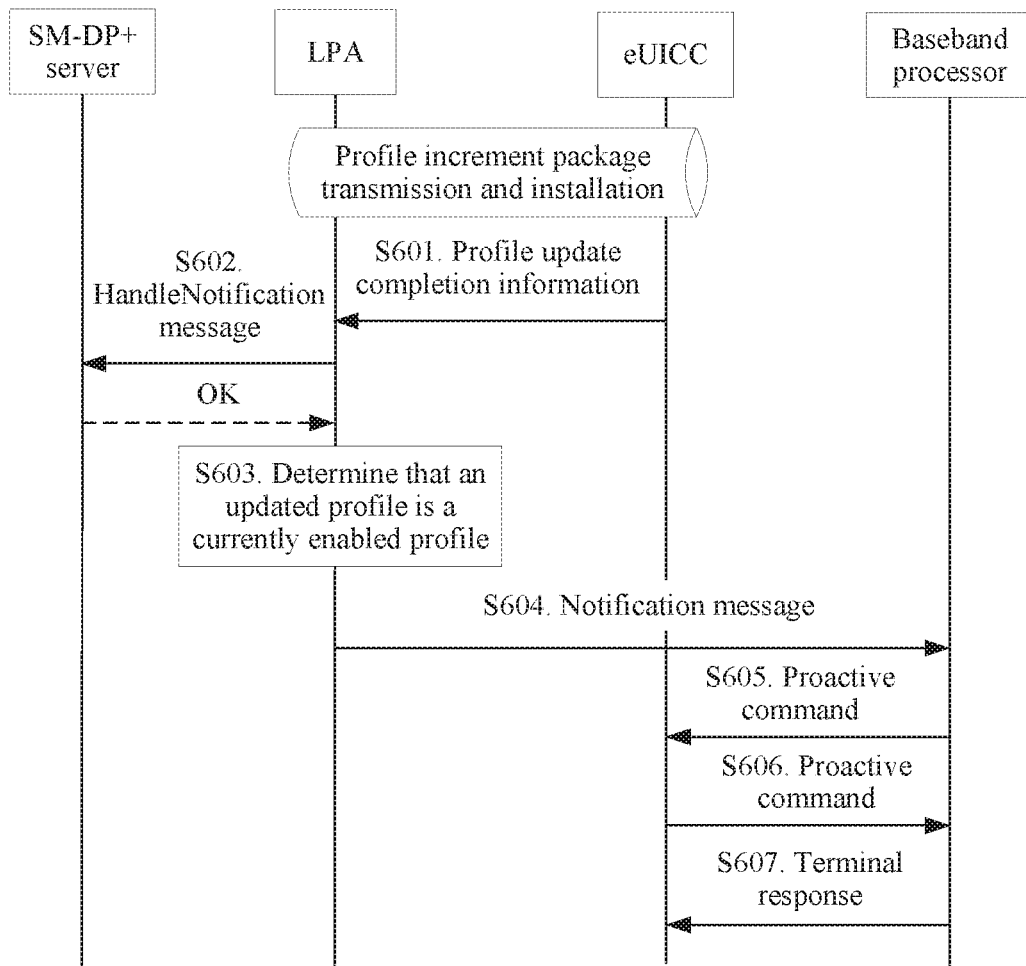 SM-DP+
server
LPA
eUICC
Baseband
processor
Profile increment package
transmission and installation
S601. Profile update
completion information
S602.
HandleNotification
message
OK
S603. Determine that an
updated profile is a
currently enabled profile
S604. Notification message
S605. Proactive
command
S606. Proactive
command
S607. Terminal
response